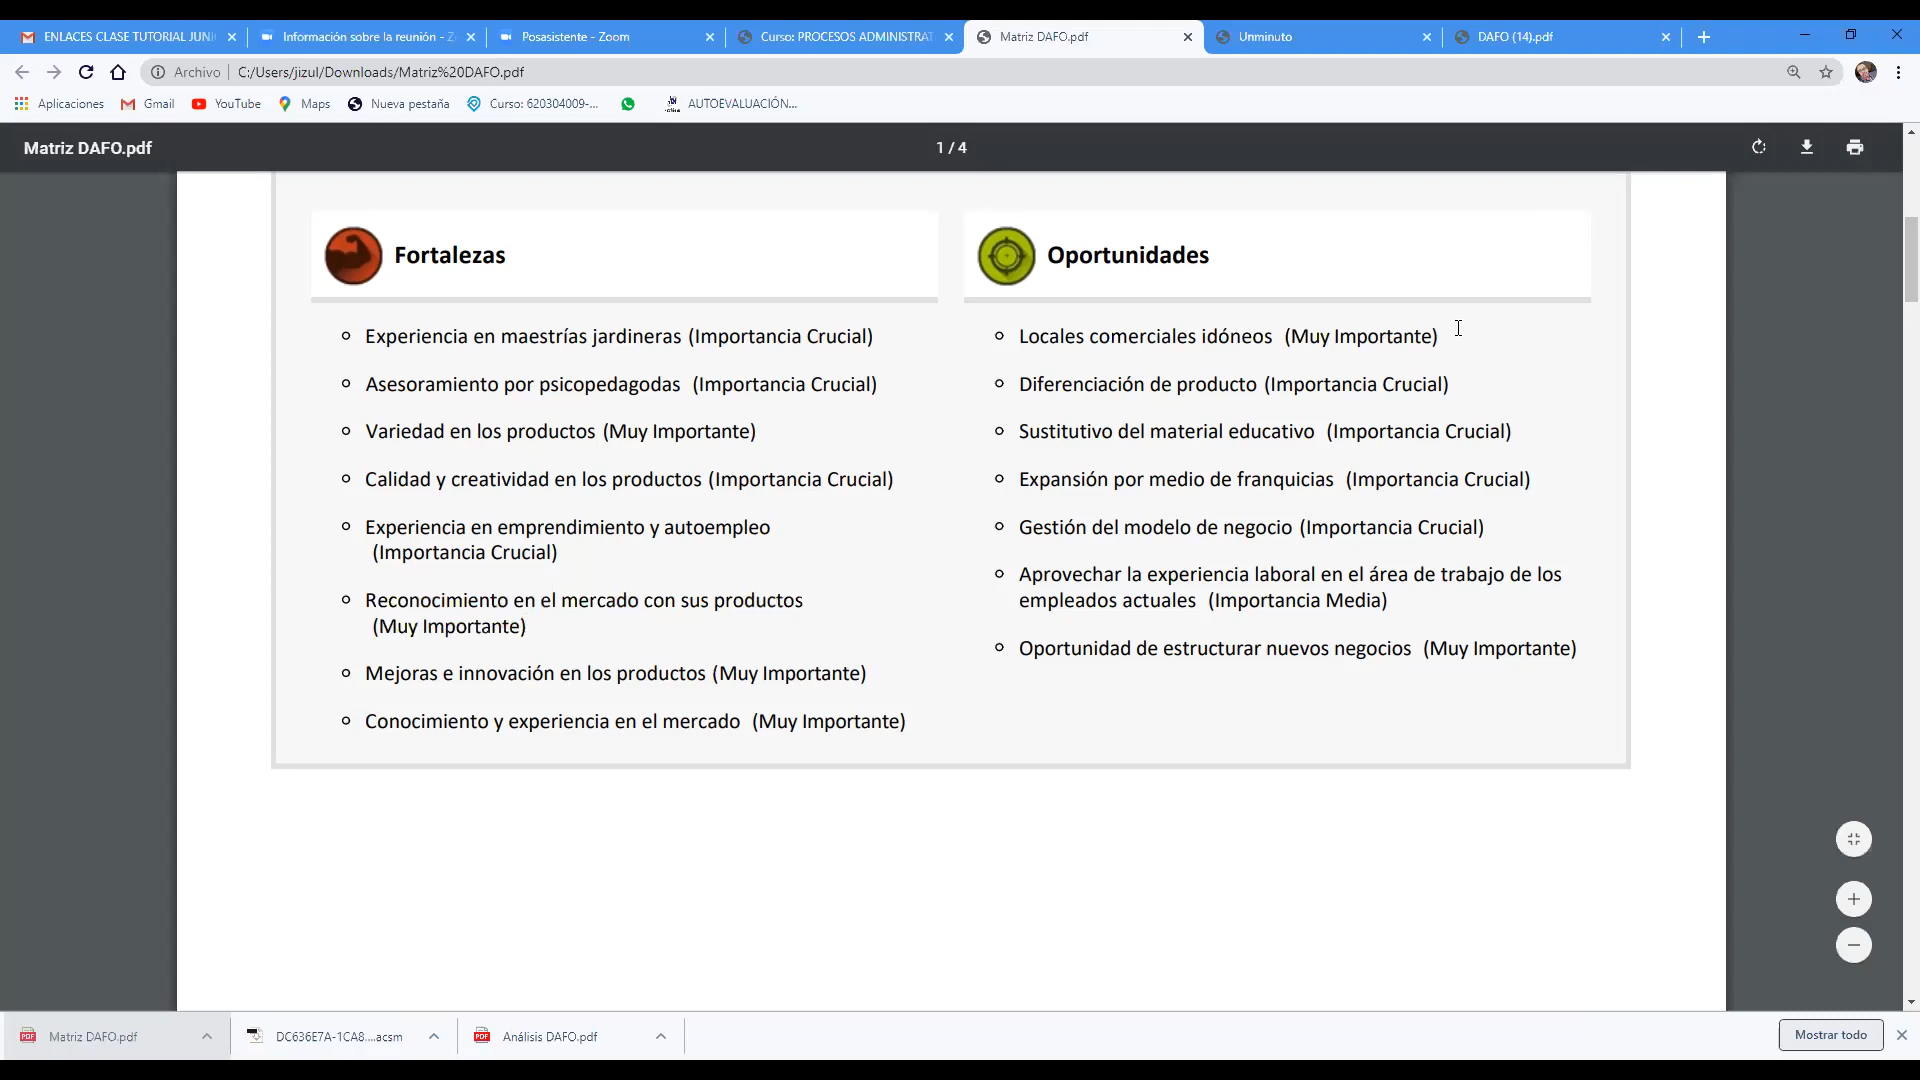 ENLACES CLASE TUTORIAL JUNI
Información sobre la reunión - Z
Posasistente - Zoom
Curso: PROCESOS ADMINISTRAT
Matriz DAFO.pdf
Unminuto
DAFO (14).pdf
Archivo
C:/Users/jizul/Downloads/Matriz%20DAFO.pdf
Aplicaciones
Gmail
YouTube
Maps
Nueva pestaña
Curso: 620304009-...
AUTOEVALUACIÓN...
Matriz DAFO.pdf
1 / 4
Fortalezas
Experiencia en maestrías jardineras (Importancia Crucial)
Asesoramiento por psicopedagodas (Importancia Crucial)
Variedad en los productos (Muy Importante)
Calidad y creatividad en los productos (Importancia Crucial)
Experiencia en emprendimiento y autoempleo
(Importancia Crucial)
Reconocimiento en el mercado con sus productos
(Muy Importante)
Mejoras e innovación en los productos (Muy Importante)
Conocimiento y experiencia en el mercado (Muy Importante)
Oportunidades
Locales comerciales idóneos (Muy Importante)
Diferenciación de producto (Importancia Crucial)
Sustitutivo del material educativo (Importancia Crucial)
Expansión por medio de franquicias (Importancia Crucial)
Gestión del modelo de negocio (Importancia Crucial)
Aprovechar la experiencia laboral en el área de trabajo de los
empleados actuales (Importancia Media)
Oportunidad de estructurar nuevos negocios (Muy Importante)
Matriz DAFO.pdf
DC636E7A-1CA8....acsm
Análisis DAFO.pdf
Mostrar todo